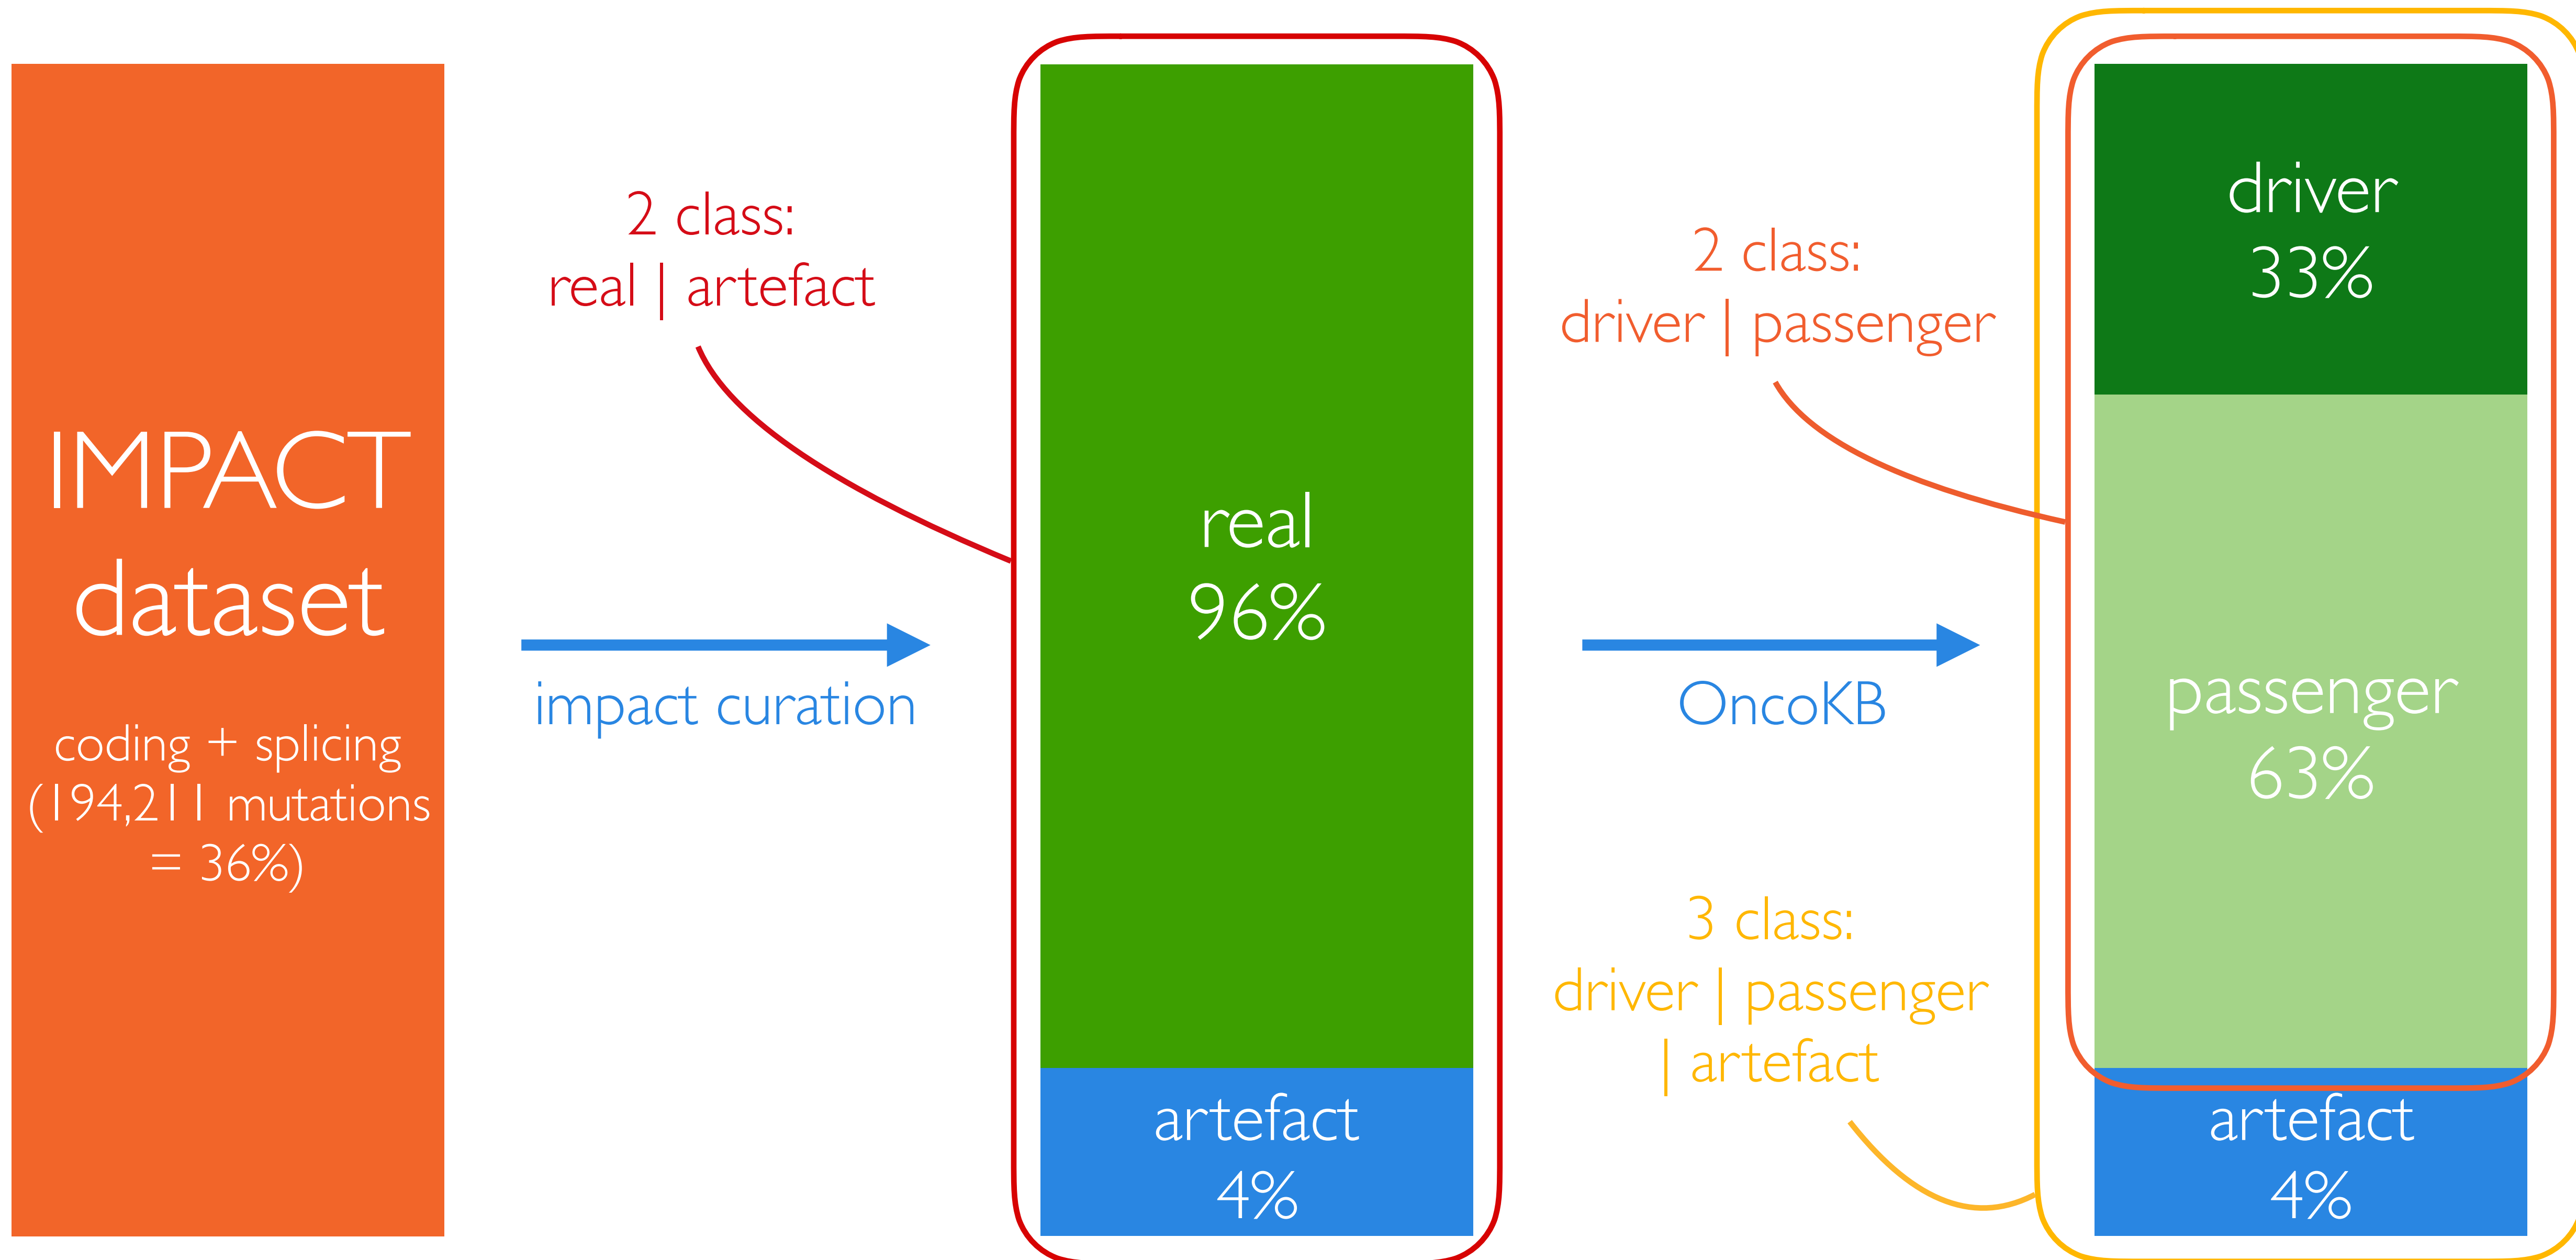 IMPACT
dataset
coding + splicing
(194,211 mutations
= 36%)
2 class:
real | artefact
impact curation
real
96%
artefact
4%
2 class:
driver | passenger
OncoKB
3 class:
driver | passenger
| artefact
driver
33%
passenger
63%
artefact
4%